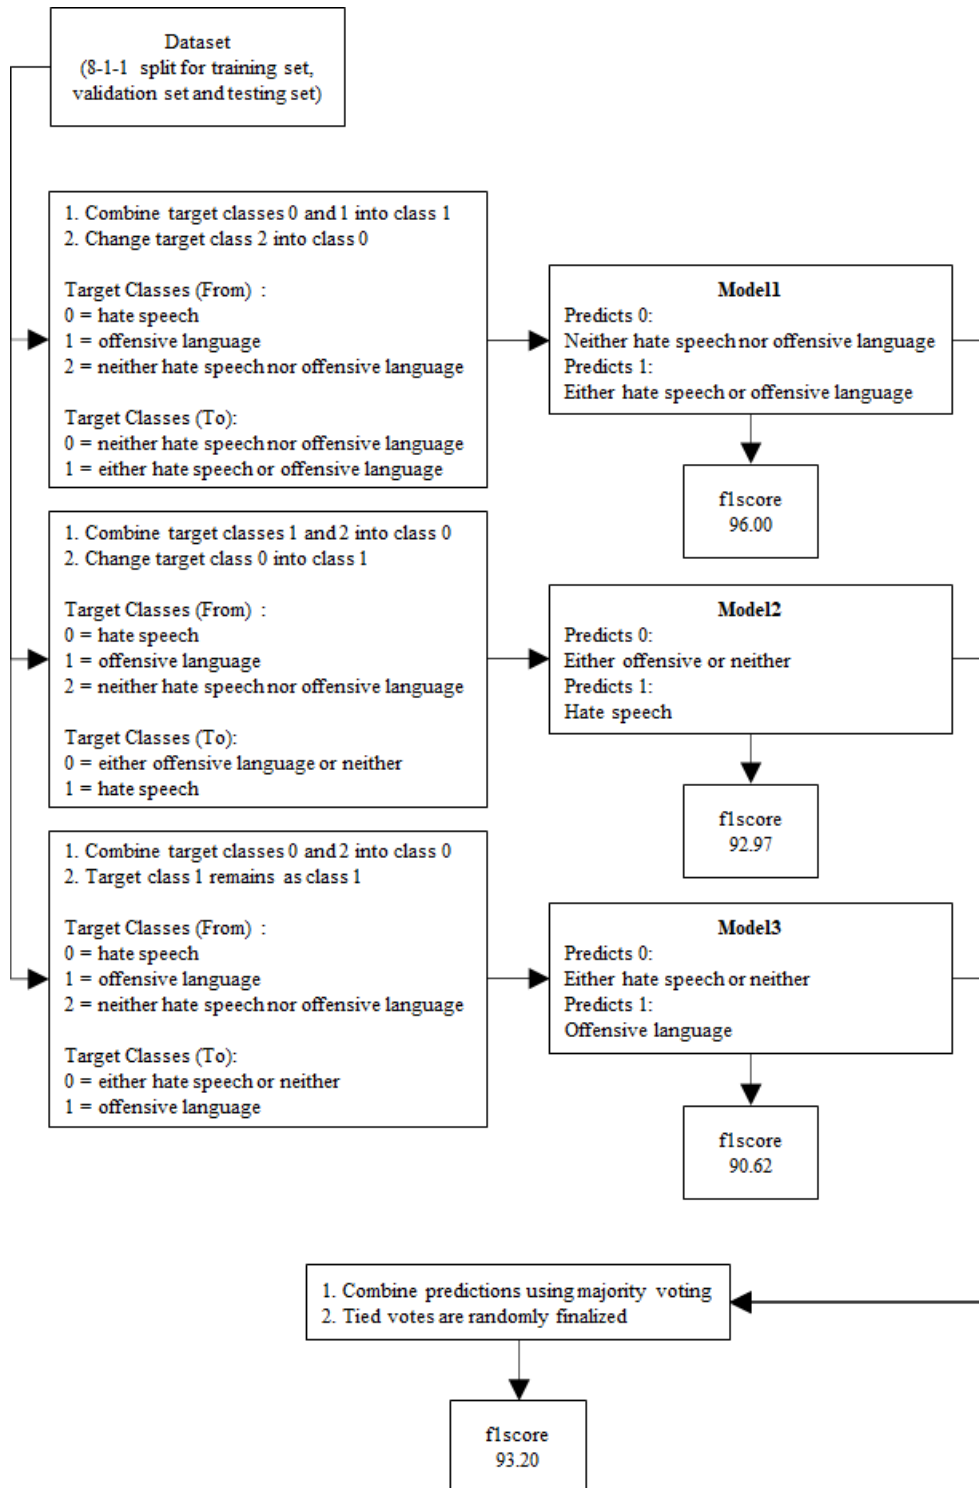 Dataset
(8-1-1 split for training set,
validation set and testing set)
1. Combine target classes 0 and 1 into class 1
2. Change target class 2 into class 0
Target Classes (From) :
0 = hate speech
1 = offensive language
2 = neither hate speech nor offensive language
Target Classes (To):
0 = neither hate speech nor offensive language
1 = either hate speech or offensive language
Model1
Predicts 0:
Neither hate speech nor offensive language
Predicts 1:
Either hate speech or offensive language
f1score
96.00
1. Combine target classes 1 and 2 into class 0
2. Change target class 0 into class 1
Target Classes (From) :
0 = hate speech
1 = offensive language
2 = neither hate speech nor offensive language
Target Classes (To):
0 = either offensive language or neither
1 = hate speech
Model2
Predicts 0:
Either offensive or neither
Predicts 1:
Hate speech
f1score
92.97
1. Combine target classes 0 and 2 into class 0
2. Target class 1 remains as class 1
Target Classes (From) :
0 = hate speech
1 = offensive language
2 = neither hate speech nor offensive language
Target Classes (To):
0 = either hate speech or neither
1 = offensive language
Model3
Predicts 0:
Either hate speech or neither
Predicts 1:
Offensive language
f1score
90.62
1. Combine predictions using majority voting
2. Tied votes are randomly finalized
f1score
93.20